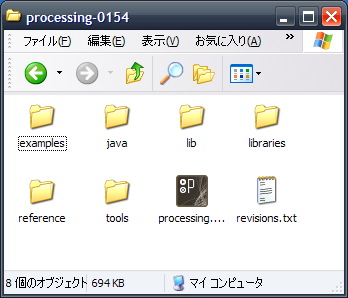 processing-0154
ファイル(F) 編集(E) 表示(V) お気に入り(A) »
examples java lib libraries
reference tools processing.... revisions.txt
8 個のオブジェクト 694 KB マイ コンピュータ